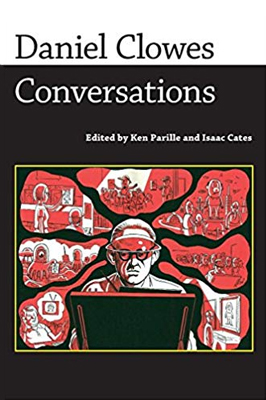 Daniel Clowes
Conversations
Edited by Ken Parille and Isaac Cates